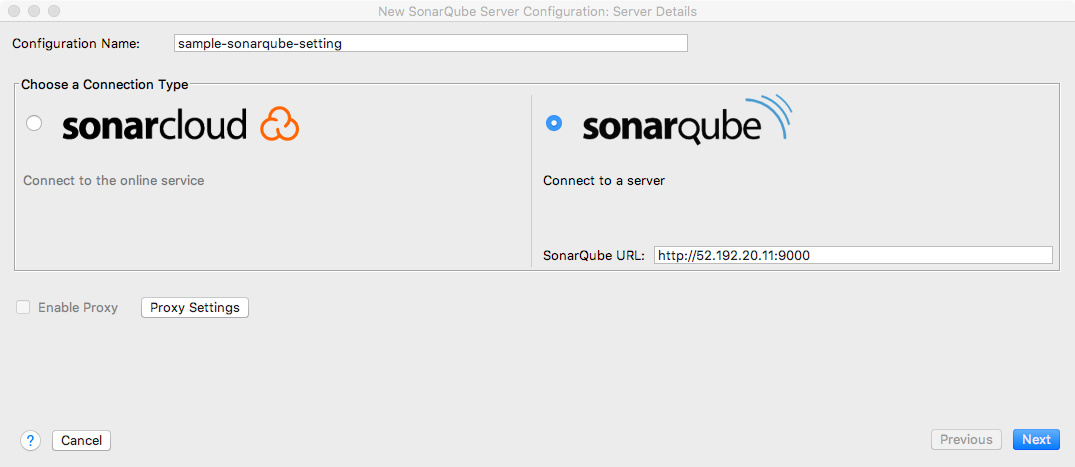 New SonarQube Server Configuration: Server Details
Configuration Name: sample-sonarqube-setting
Choose a Connection Type
sonarcloud
Connect to the online service
sonarqube
Connect to a server
SonarQube URL: http://52.192.20.11:9000
Enable Proxy Proxy Settings
? Cancel Previous Next